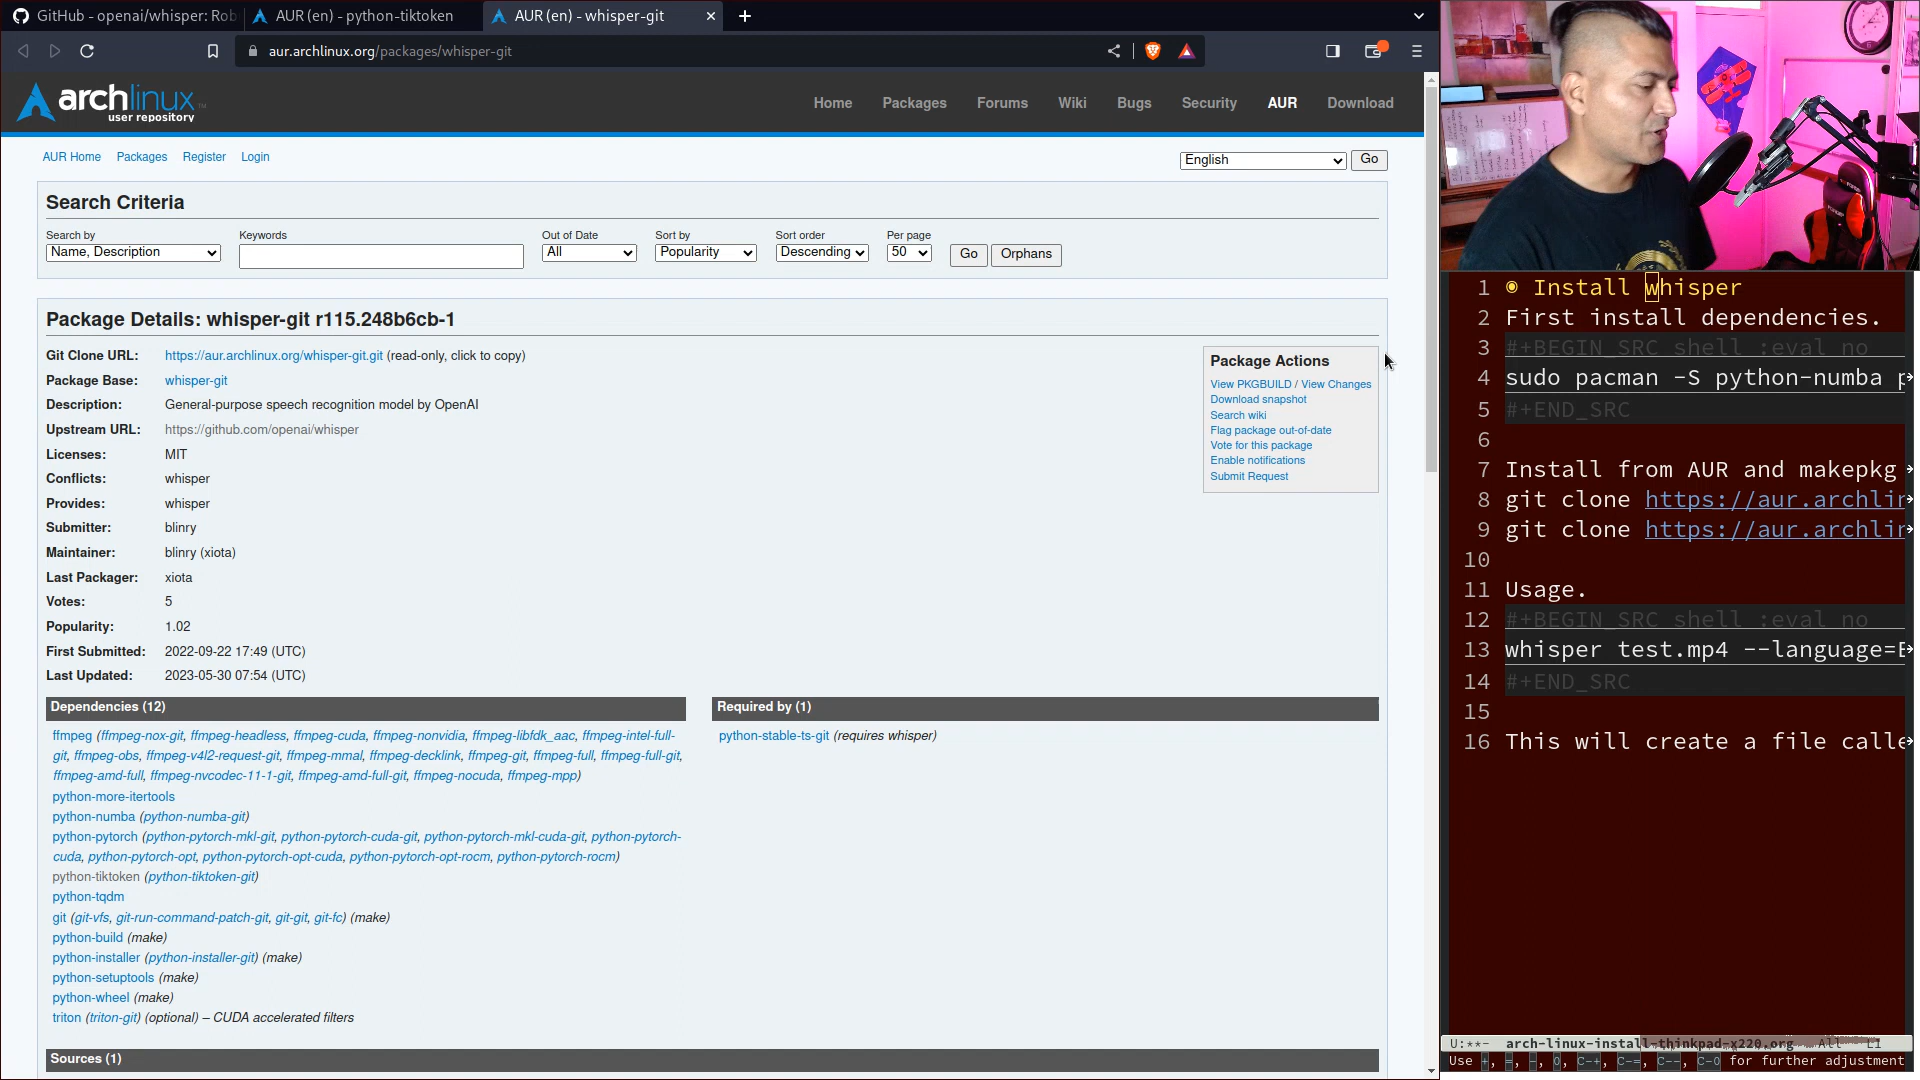 GitHub - openai/whisper: Rob
AUR (en) - python-tiktoken
AUR (en) - whisper-git
aur.archlinux.org/packages/whisper-git
archlinux
user repository
Home Packages Forums Wiki Bugs Security AUR Download
AUR Home Packages Register Login
English Go
Search Criteria
Search by Keywords Out of Date Sort by Sort order Per page
Name, Description All Popularity Descending 50 Go Orphans
Package Details: whisper-git r115.248b6cb-1
Git Clone URL: https://aur.archlinux.org/whisper-git.git (read-only, click to copy)
Package Base: whisper-git
Description: General-purpose speech recognition model by OpenAI
Upstream URL: https://github.com/openai/whisper
Licenses: MIT
Conflicts: whisper
Provides: whisper
Submitter: blinry
Maintainer: blinry (xiota)
Last Packager: xiota
Votes: 5
Popularity: 1.02
First Submitted: 2022-09-22 17:49 (UTC)
Last Updated: 2023-05-30 07:54 (UTC)
Package Actions
View PKGBUILD / View Changes
Download snapshot
Search wiki
Flag package out-of-date
Vote for this package
Enable notifications
Submit Request
Dependencies (12)
ffmpeg (ffmpeg-nox-git, ffmpeg-headless, ffmpeg-cuda, ffmpeg-nonvidia, ffmpeg-libfdk_aac, ffmpeg-intel-full-
git, ffmpeg-obs, ffmpeg-v4l2-request-git, ffmpeg-mmal, ffmpeg-decklink, ffmpeg-git, ffmpeg-full, ffmpeg-full-git,
ffmpeg-amd-full, ffmpeg-nvcodec-11-1-git, ffmpeg-amd-full-git, ffmpeg-nocuda, ffmpeg-mpp)
python-more-itertools
python-numba (python-numba-git)
python-pytorch (python-pytorch-mkl-git, python-pytorch-cuda-git, python-pytorch-mkl-cuda-git, python-pytorch-
cuda, python-pytorch-opt, python-pytorch-opt-cuda, python-pytorch-opt-rocm, python-pytorch-rocm)
python-tiktoken (python-tiktoken-git)
python-tqdm
git (git-vfs, git-run-command-patch-git, git-git, git-fc) (make)
python-build (make)
python-installer (python-installer-git) (make)
python-setuptools (make)
python-wheel (make)
triton (triton-git) (optional) – CUDA accelerated filters
Required by (1)
python-stable-ts-git (requires whisper)
Sources (1)
1 Install whisper
2 First install dependencies.
3 #+BEGIN_SRC shell :eval no
4 sudo pacman -S python-numba p
5 #+END_SRC
6
7 Install from AUR and makepkg
8 git clone https://aur.archlin
9 git clone https://aur.archlin
10
11 Usage.
12 #+BEGIN_SRC shell :eval no
13 whisper test.mp4 --language=E
14 #+END_SRC
15
16 This will create a file calle
U:**- arch-linux-install-thinkpad-x220.org All L1
Use +, =, -, 0, C-+, C-=, C--, C-0 for further adjustment